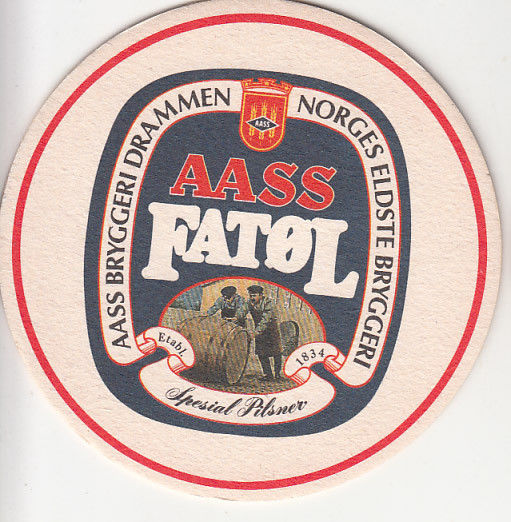 AASS BRYGGERI DRAMMEN
NORGES ELDSTE BRYGGERI
AASS
AASS
FATØL
Etabl. 1834
Spesial Pilsner